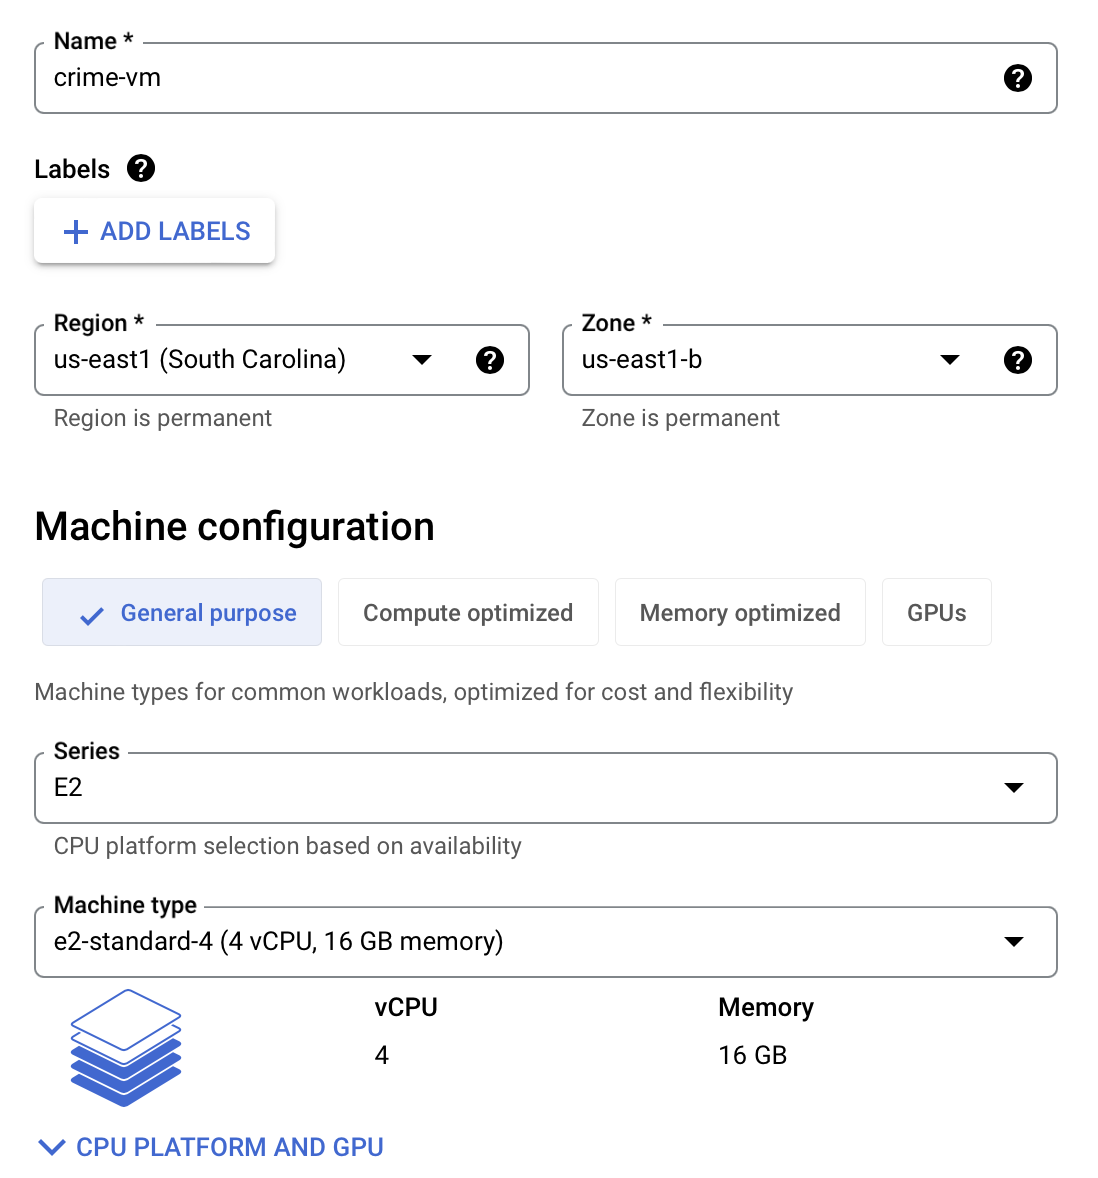 Name *
crime-vm
Labels
ADD LABELS
Region *
us-east1 (South Carolina)
Region is permanent
Zone *
us-east1-b
Zone is permanent
Machine configuration
General purpose
Compute optimized
Memory optimized
GPUs
Machine types for common workloads, optimized for cost and flexibility
Series
E2
CPU platform selection based on availability
Machine type
e2-standard-4 (4 vCPU, 16 GB memory)
vCPU
4
Memory
16 GB
CPU PLATFORM AND GPU